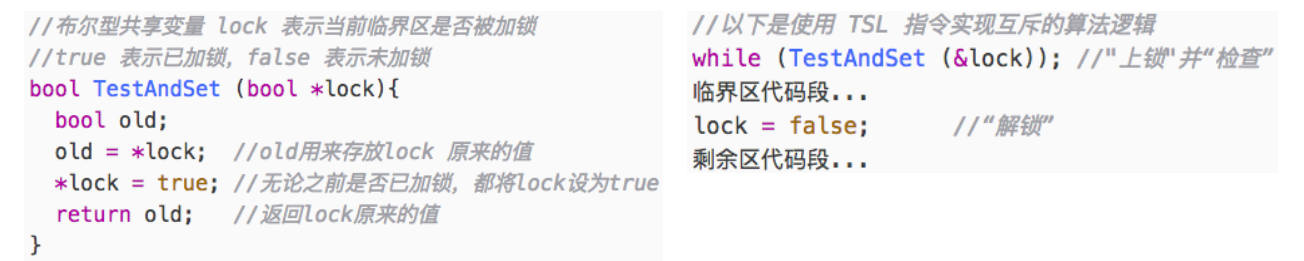 //布尔型共享变量 lock 表示当前临界区是否被加锁
//true 表示已加锁, false 表示未加锁
bool TestAndSet (bool *lock){
  bool old;
  old = *lock; //old用来存放lock 原来的值
  *lock = true; //无论之前是否已加锁, 都将lock设为true
  return old;   //返回lock原来的值
}
//以下是使用 TSL 指令实现互斥的算法逻辑
while (TestAndSet (&lock)); //"上锁"并“检查”
临界区代码段...
lock = false;      //“解锁”
剩余区代码段...